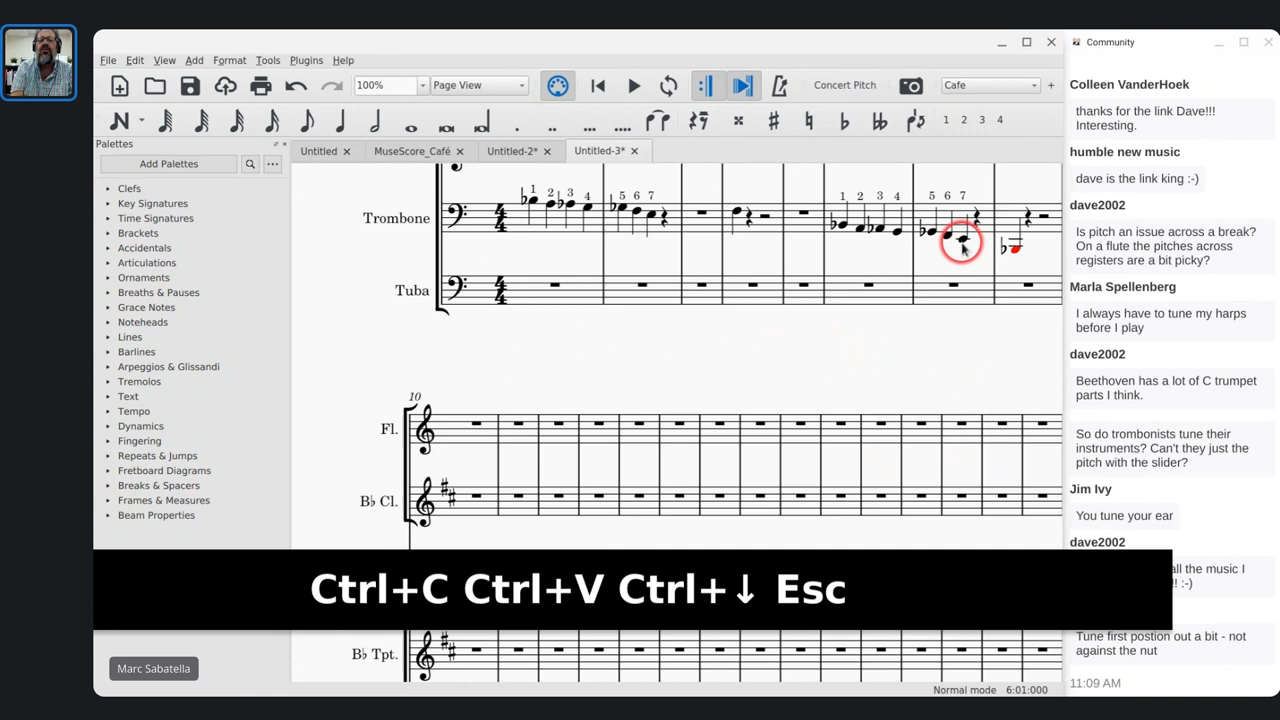 Community
File Edit View Add Format Tools Plugins Help
100% Page View Concert Pitch Cafe +
1 2 3 4
Palettes
Untitled MuseScore_Café Untitled-2* Untitled-3*
Add Palettes
Clefs
Key Signatures
Time Signatures
Brackets
Accidentals
Articulations
Ornaments
Breaths & Pauses
Grace Notes
Noteheads
Lines
Barlines
Arpeggios & Glissandi
Tremolos
Text
Tempo
Dynamics
Fingering
Repeats & Jumps
Fretboard Diagrams
Breaks & Spacers
Frames & Measures
Beam Properties
1 2 3 4 5 6 7 1 2 3 4 5 6 7
Trombone
Tuba
10
Fl.
B♭ Cl.
B♭ Tpt.
Ctrl+C Ctrl+V Ctrl+↓ Esc
Marc Sabatella
Normal mode 6:01:000
Colleen VanderHoek
thanks for the link Dave!!!
Interesting.
humble new music
dave is the link king :-)
dave2002
Is pitch an issue across a break?
On a flute the pitches across
registers are a bit picky?
Marla Spellenberg
I always have to tune my harps
before I play
dave2002
Beethoven has a lot of C trumpet
parts I think.
So do trombonists tune their
instruments? Can't they just the
pitch with the slider?
Jim Ivy
You tune your ear
dave2002
all the music I
!! :-)
Tune first postion out a bit - not
against the nut
11:09 AM